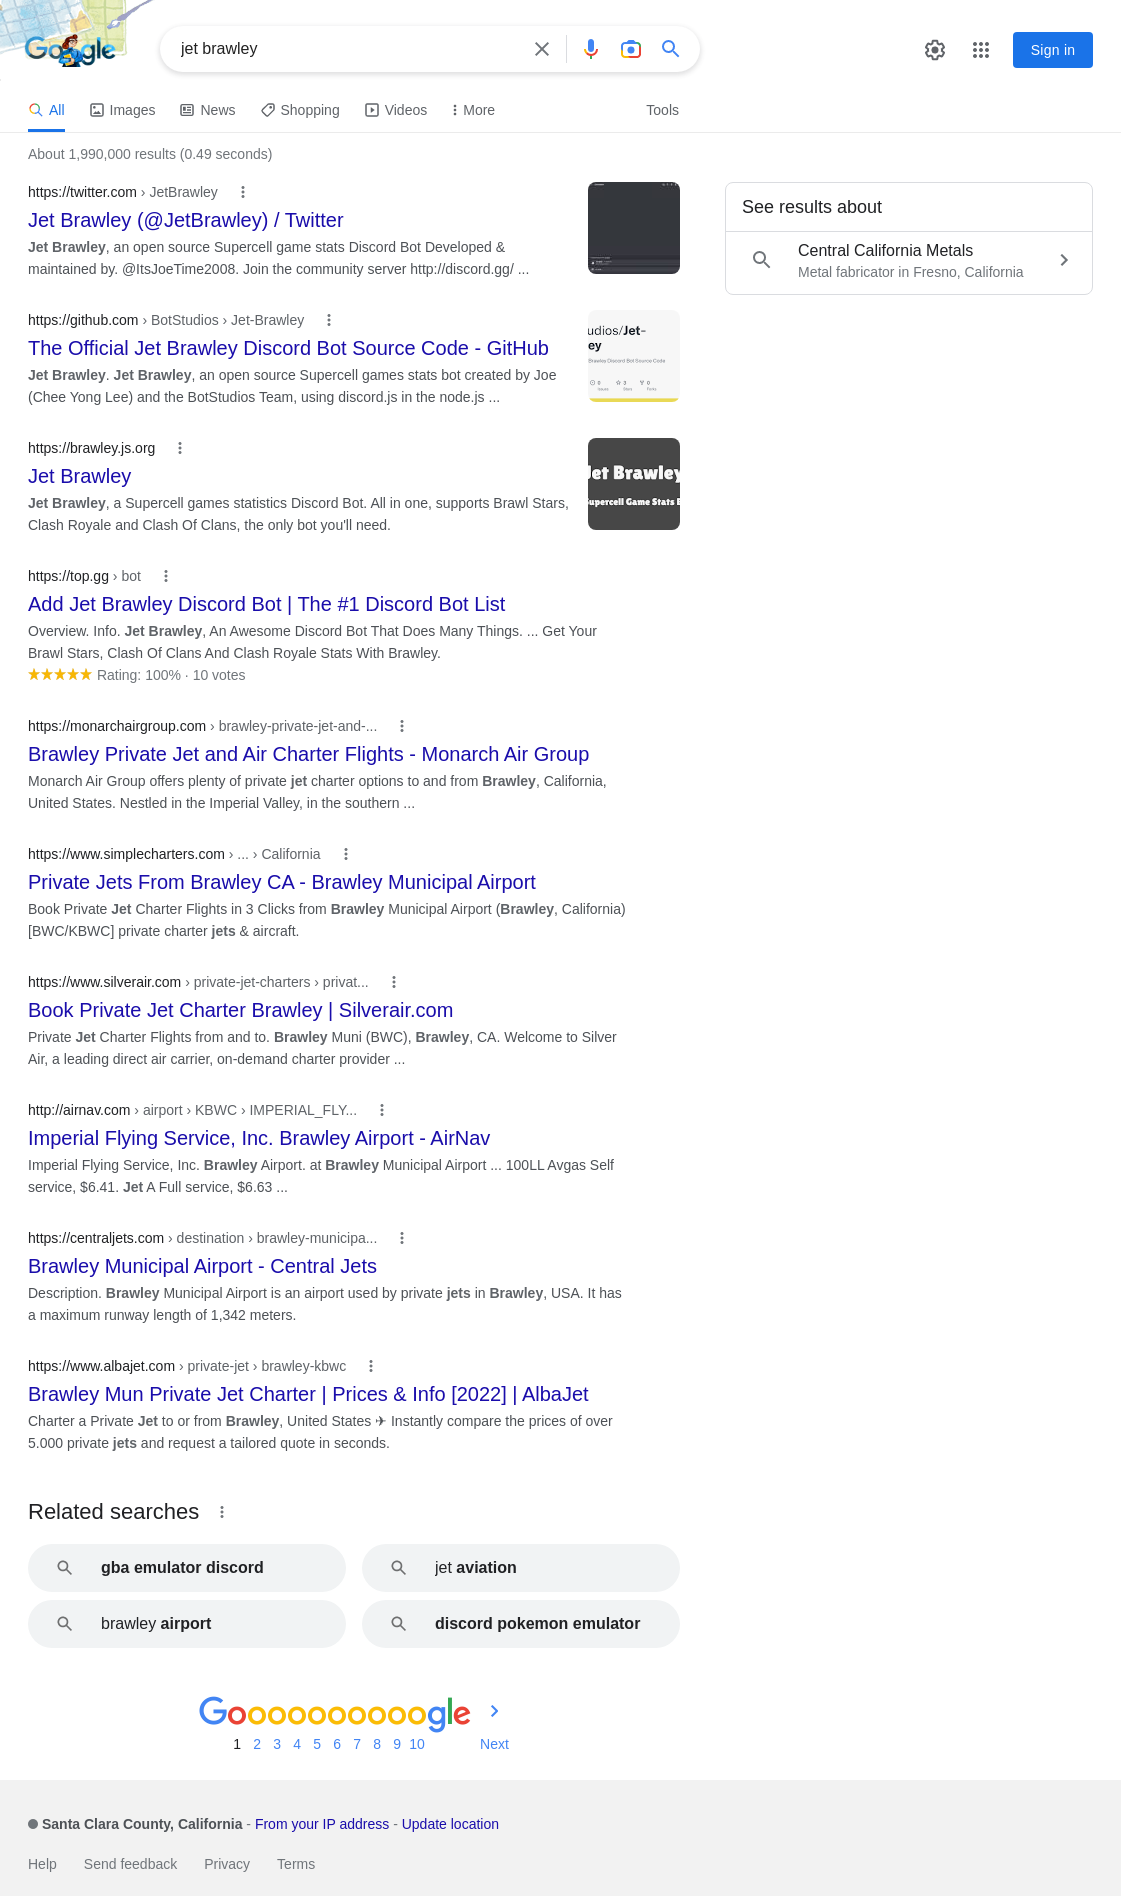 Google
jet brawley
Sign in
All
Images
News
Shopping
Videos
More
Tools
About 1,990,000 results (0.49 seconds)
https://twitter.com › JetBrawley
Jet Brawley (@JetBrawley) / Twitter
Jet Brawley, an open source Supercell game stats Discord Bot Developed &
maintained by. @ItsJoeTime2008. Join the community server http://discord.gg/ ...
See results about
Central California Metals
Metal fabricator in Fresno, California
https://github.com › BotStudios › Jet-Brawley
The Official Jet Brawley Discord Bot Source Code - GitHub
Jet Brawley. Jet Brawley, an open source Supercell games stats bot created by Joe
(Chee Yong Lee) and the BotStudios Team, using discord.js in the node.js ...
udios/Jet-
ey
Brawley Discord Bot Source Code
https://brawley.js.org
Jet Brawley
Jet Brawley, a Supercell games statistics Discord Bot. All in one, supports Brawl Stars,
Clash Royale and Clash Of Clans, the only bot you'll need.
Jet Brawley
Supercell Game Stats
https://top.gg › bot
Add Jet Brawley Discord Bot | The #1 Discord Bot List
Overview. Info. Jet Brawley, An Awesome Discord Bot That Does Many Things. ... Get Your
Brawl Stars, Clash Of Clans And Clash Royale Stats With Brawley.
Rating: 100% · 10 votes
https://monarchairgroup.com › brawley-private-jet-and-...
Brawley Private Jet and Air Charter Flights - Monarch Air Group
Monarch Air Group offers plenty of private jet charter options to and from Brawley, California,
United States. Nestled in the Imperial Valley, in the southern ...
https://www.simplecharters.com › ... › California
Private Jets From Brawley CA - Brawley Municipal Airport
Book Private Jet Charter Flights in 3 Clicks from Brawley Municipal Airport (Brawley, California)
[BWC/KBWC] private charter jets & aircraft.
https://www.silverair.com › private-jet-charters › privat...
Book Private Jet Charter Brawley | Silverair.com
Private Jet Charter Flights from and to. Brawley Muni (BWC), Brawley, CA. Welcome to Silver
Air, a leading direct air carrier, on-demand charter provider ...
http://airnav.com › airport › KBWC › IMPERIAL_FLY...
Imperial Flying Service, Inc. Brawley Airport - AirNav
Imperial Flying Service, Inc. Brawley Airport. at Brawley Municipal Airport ... 100LL Avgas Self
service, $6.41. Jet A Full service, $6.63 ...
https://centraljets.com › destination › brawley-municipa...
Brawley Municipal Airport - Central Jets
Description. Brawley Municipal Airport is an airport used by private jets in Brawley, USA. It has
a maximum runway length of 1,342 meters.
https://www.albajet.com › private-jet › brawley-kbwc
Brawley Mun Private Jet Charter | Prices & Info [2022] | AlbaJet
Charter a Private Jet to or from Brawley, United States ✈ Instantly compare the prices of over
5.000 private jets and request a tailored quote in seconds.
Related searches
gba emulator discord
jet aviation
brawley airport
discord pokemon emulator
Goooooooooogle
1 2 3 4 5 6 7 8 9 10 Next
Santa Clara County, California - From your IP address - Update location
Help Send feedback Privacy Terms